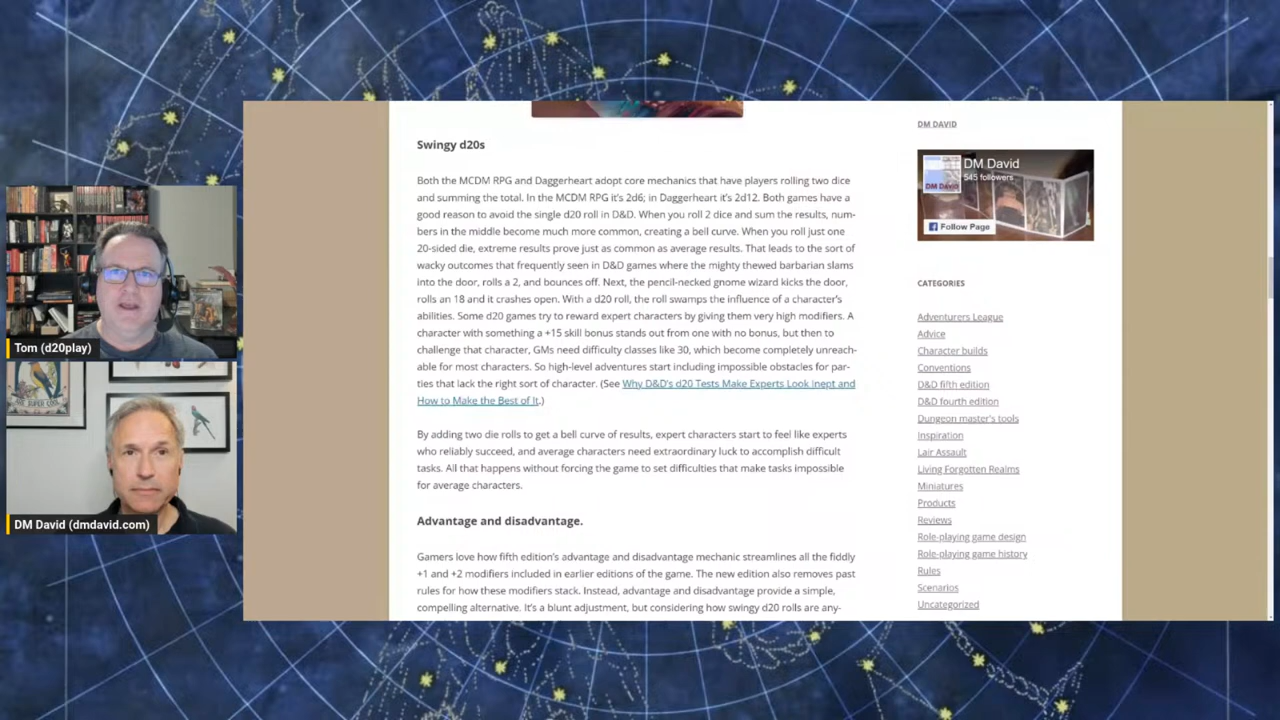 Swingy d20s
Both the MCDM RPG and Daggerheart adopt core mechanics that have players rolling two dice
and summing the total. In the MCDM RPG it's 2d6; in Daggerheart it's 2d12. Both games have a
good reason to avoid the single d20 roll in D&D. When you roll 2 dice and sum the results, num-
bers in the middle become much more common, creating a bell curve. When you roll just one
20-sided die, extreme results prove just as common as average results. That leads to the sort of
wacky outcomes that frequently seen in D&D games where the mighty thewed barbarian slams
into the door, rolls a 2, and bounces off. Next, the pencil-necked gnome wizard kicks the door,
rolls an 18 and it crashes open. With a d20 roll, the roll swamps the influence of a character's
abilities. Some d20 games try to reward expert characters by giving them very high modifiers. A
character with something a +15 skill bonus stands out from one with no bonus, but then to
challenge that character, GMs need difficulty classes like 30, which become completely unreach-
able for most characters. So high-level adventures start including impossible obstacles for par-
ties that lack the right sort of character. (See Why D&D's d20 Tests Make Experts Look Inept and
How to Make the Best of It.)
By adding two die rolls to get a bell curve of results, expert characters start to feel like experts
who reliably succeed, and average characters need extraordinary luck to accomplish difficult
tasks. All that happens without forcing the game to set difficulties that make tasks impossible
for average characters.
Advantage and disadvantage.
Gamers love how fifth edition's advantage and disadvantage mechanic streamlines all the fiddly
+1 and +2 modifiers included in earlier editions of the game. The new edition also removes past
rules for how these modifiers stack. Instead, advantage and disadvantage provide a simple,
compelling alternative. It's a blunt adjustment, but considering how swingy d20 rolls are any-
DM DAVID
DM David
545 followers
DM DAVID
Follow Page
CATEGORIES
Adventurers League
Advice
Character builds
Conventions
D&D fifth edition
D&D fourth edition
Dungeon master's tools
Inspiration
Lair Assault
Living Forgotten Realms
Miniatures
Products
Reviews
Role-playing game design
Role-playing game history
Rules
Scenarios
Uncategorized
Tom (d20play)
DM David (dmdavid.com)